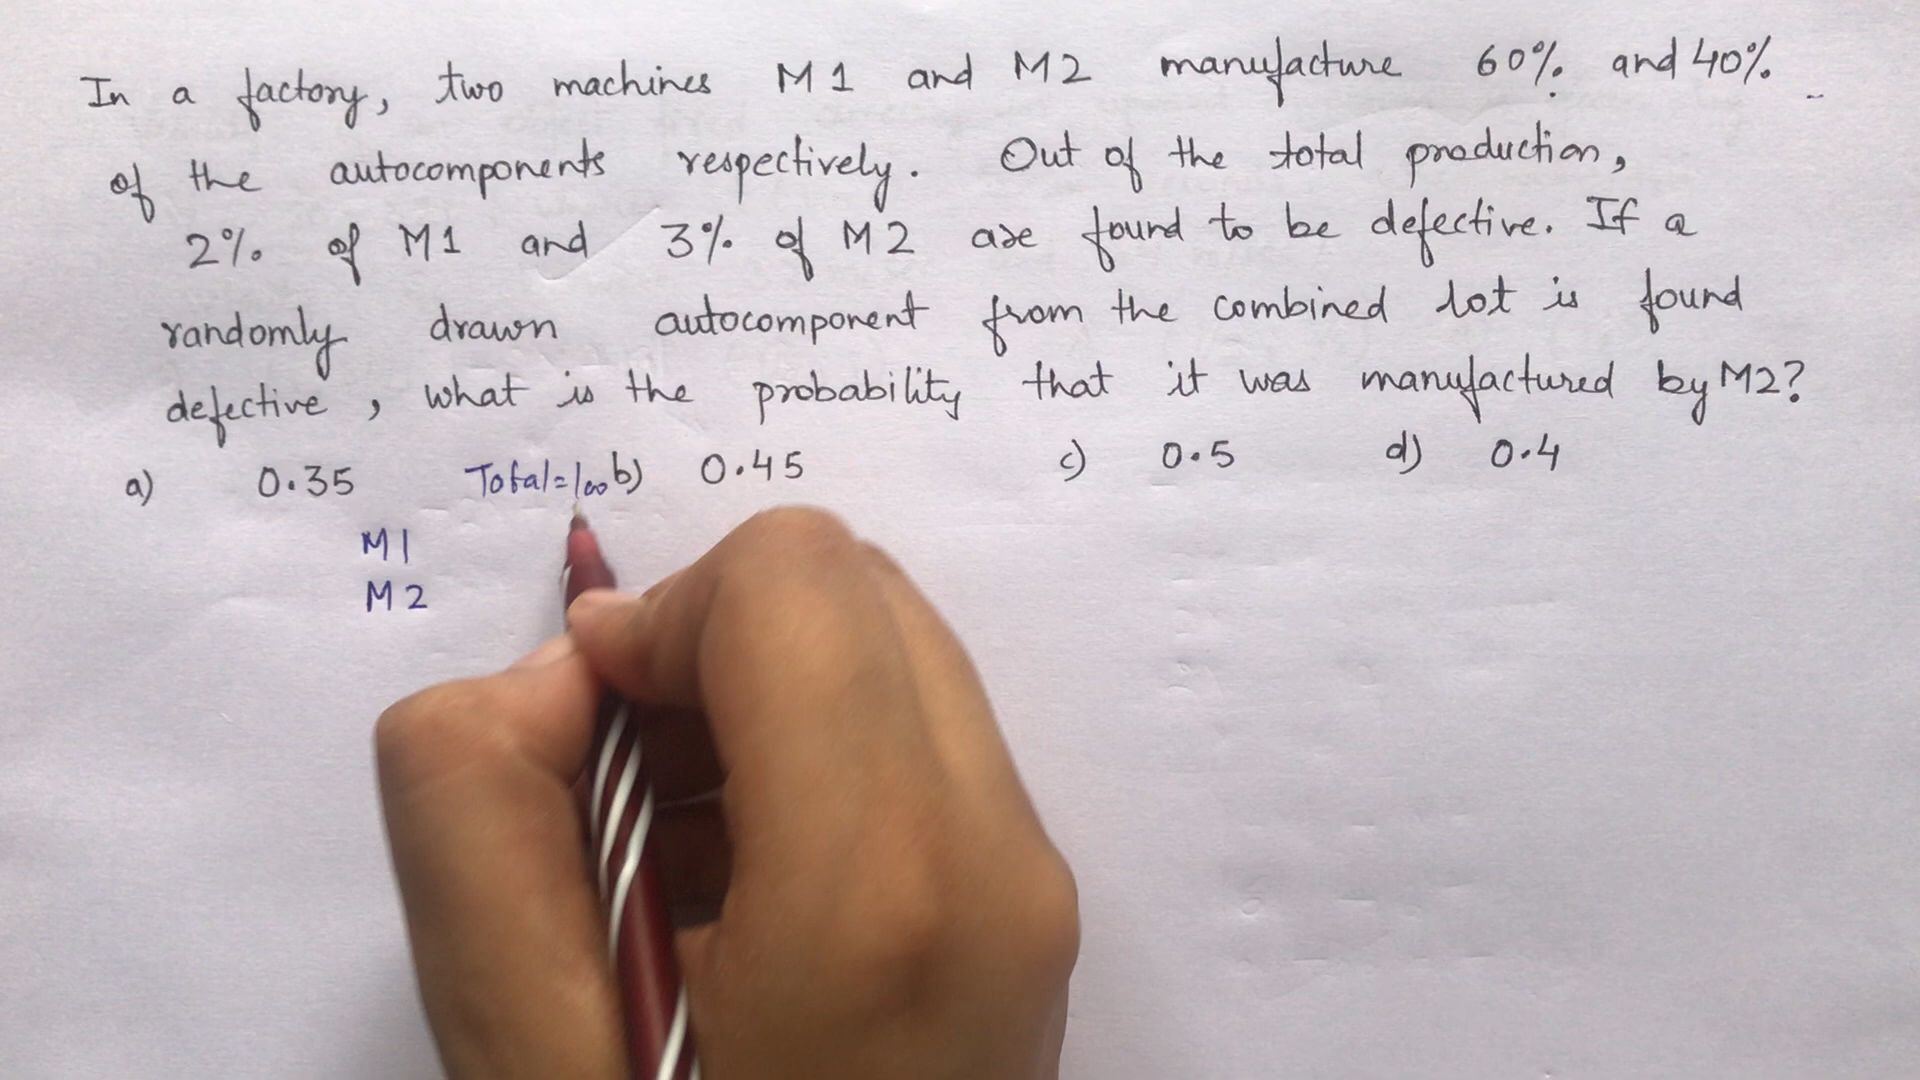 In a factory, two machines M1 and M2 manufacture 60% and 40%
of the autocomponents respectively. Out of the total production,
2% of M1 and 3% of M2 are found to be defective. If a
randomly drawn autocomponent from the combined lot is found
defective, what is the probability that it was manufactured by M2?
a) 0.35 b) 0.45 c) 0.5 d) 0.4
Total=100
M1
M2